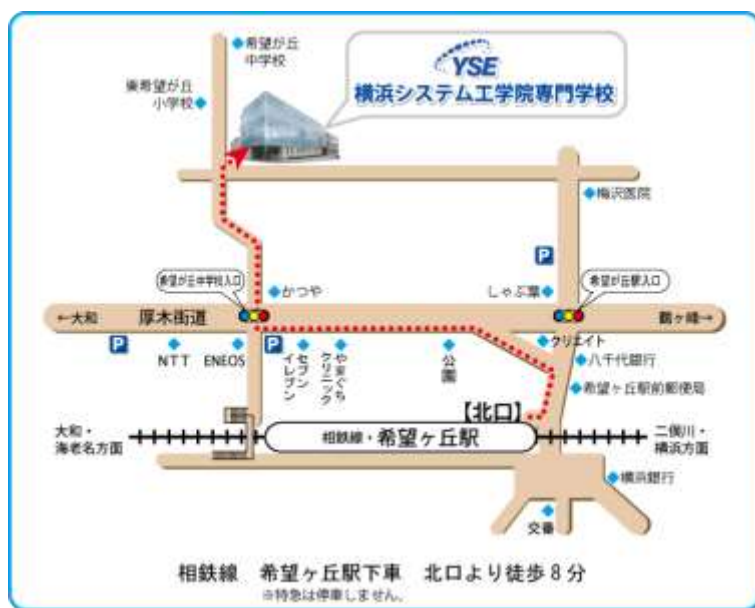 希望が丘
中学校
YSE
横浜システム工学院専門学校
東希望が丘
小学校
梅沢医院
P
希望が丘中学校入口
かつや
しゃぶ葉
希望が丘駅入口
←大和
厚木街道
鶴ヶ峰→
P
NTT
ENEOS
P
セブン
イレブン
やまぐち
クリニック
公園
クリエイト
八千代銀行
希望ヶ丘駅前郵便局
【北口】
大和・
海老名方面
相鉄線・希望ヶ丘駅
二俣川・
横浜方面
横浜銀行
交番
相鉄線　希望ヶ丘駅下車　北口より徒歩8分
※特急は停車しません。